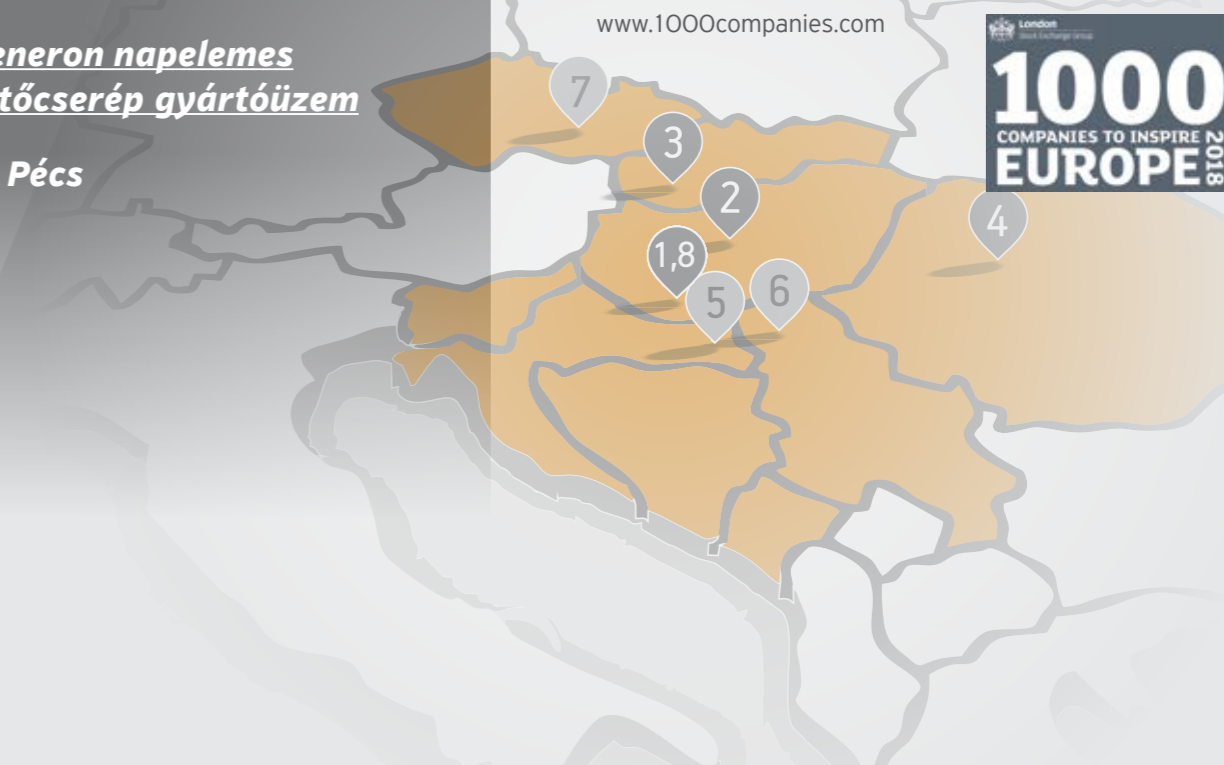 www.1000companies.com
eneron napelemes
tőcserép gyártóüzem
Pécs
London
Stock Exchange Group
1000
COMPANIES TO INSPIRE
EUROPE
2018
7
3
2
4
1,8
5
6